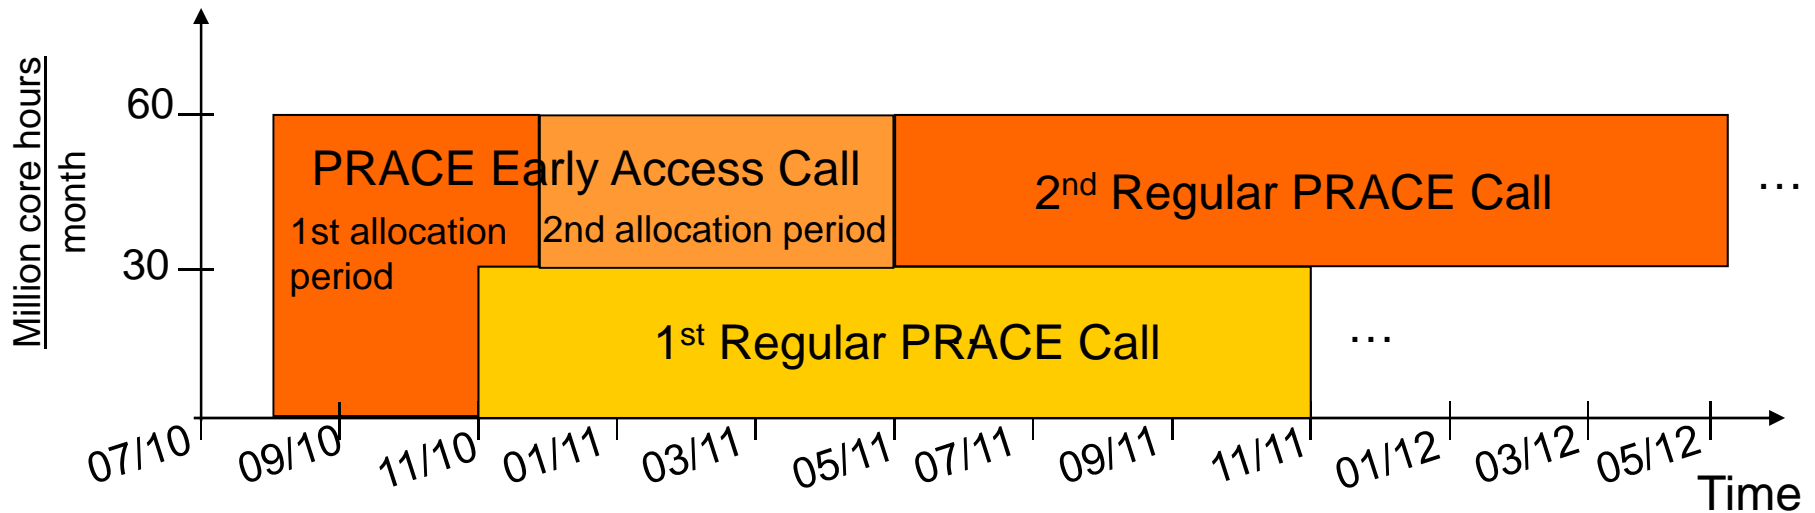 Million core hours
month
60
30
PRACE Early Access Call
1st allocation
period
2nd allocation period
2nd Regular PRACE Call
...
1st Regular PRACE Call
...
07/10
09/10
11/10
01/11
03/11
05/11
07/11
09/11
11/11
01/12
03/12
05/12
Time